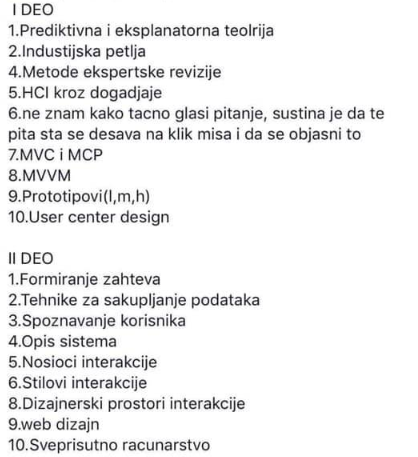 I DEO
1.Prediktivna i eksplanatorna teolrija
2.Industijska petlja
4.Metode ekspertske revizije
5.HCI kroz dogadjaje
6.ne znam kako tacno glasi pitanje, sustina je da te
pita sta se desava na klik misa i da se objasni to
7.MVC i MCP
8.MVVM
9.Prototipovi(l,m,h)
10.User center design
II DEO
1.Formiranje zahteva
2.Tehnike za sakupljanje podataka
3.Spoznavanje korisnika
4.Opis sistema
5.Nosioci interakcije
6.Stilovi interakcije
8.Dizajnerski prostori interakcije
9.web dizajn
10.Sveprisutno racunarstvo